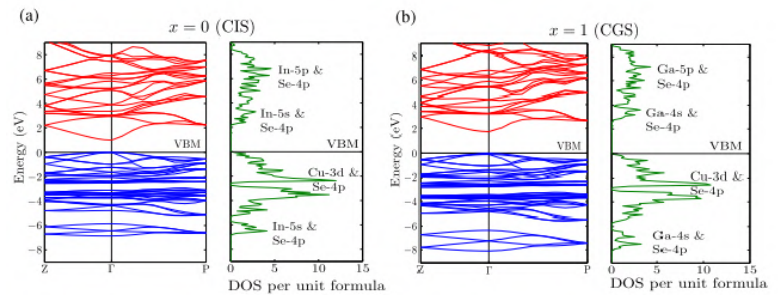 (a)
x = 0 (CIS)
Energy (eV)
8
6
4
2
0
−2
−4
−6
−8
VBM
Z
Γ
P
In-5p &
Se-4p
In-5s &
Se-4p
VBM
Cu-3d &
Se-4p
In-5s &
Se-4p
0
5
10
15
DOS per unit formula
(b)
x = 1 (CGS)
Energy (eV)
8
6
4
2
0
−2
−4
−6
−8
VBM
Z
Γ
P
Ga-5p &
Se-4p
Ga-4s &
Se-4p
VBM
Cu-3d &
Se-4p
Ga-4s &
Se-4p
0
5
10
15
DOS per unit formula